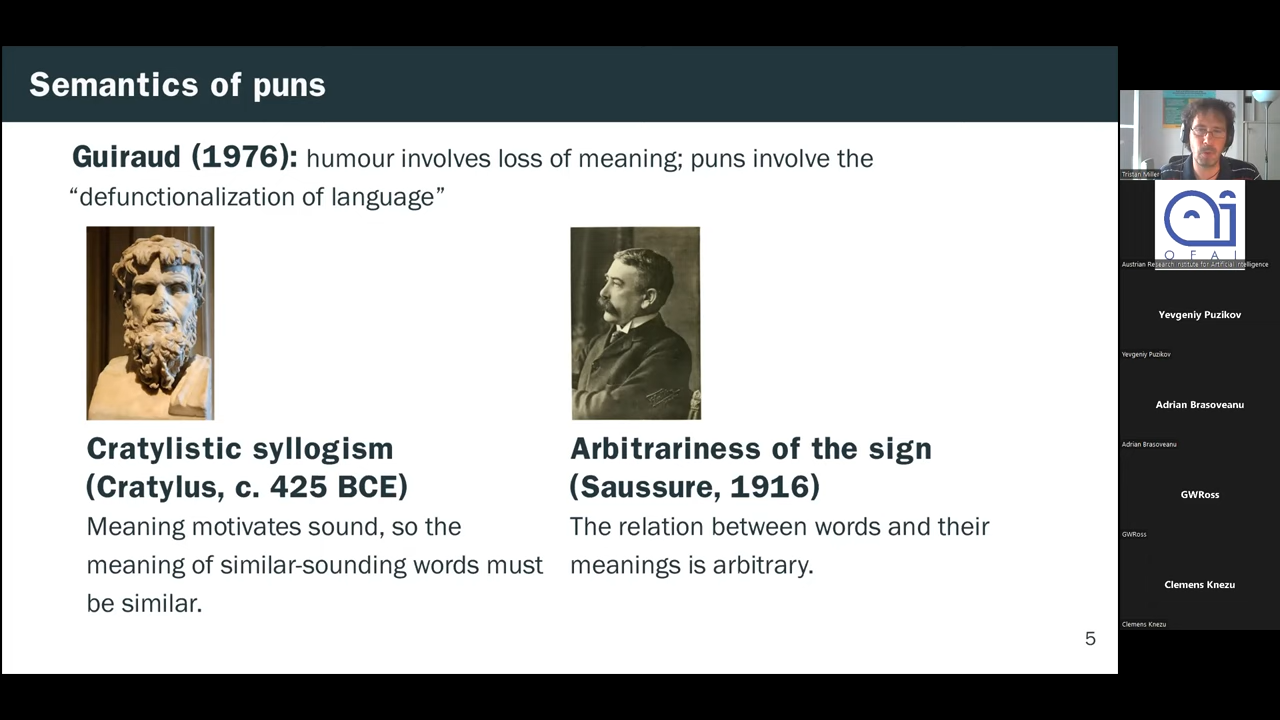 Semantics of puns
Guiraud (1976): humour involves loss of meaning; puns involve the
“defunctionalization of language”
Cratylistic syllogism
(Cratylus, c. 425 BCE)
Meaning motivates sound, so the
meaning of similar-sounding words must
be similar.
Arbitrariness of the sign
(Saussure, 1916)
The relation between words and their
meanings is arbitrary.
5
Tristan Miller
OFAI
Austrian Research Institute for Artificial Intelligence
Yevgeniy Puzikov
Yevgeniy Puzikov
Adrian Brasoveanu
Adrian Brasoveanu
GWRoss
GWRoss
Clemens Knezu
Clemens Knezu